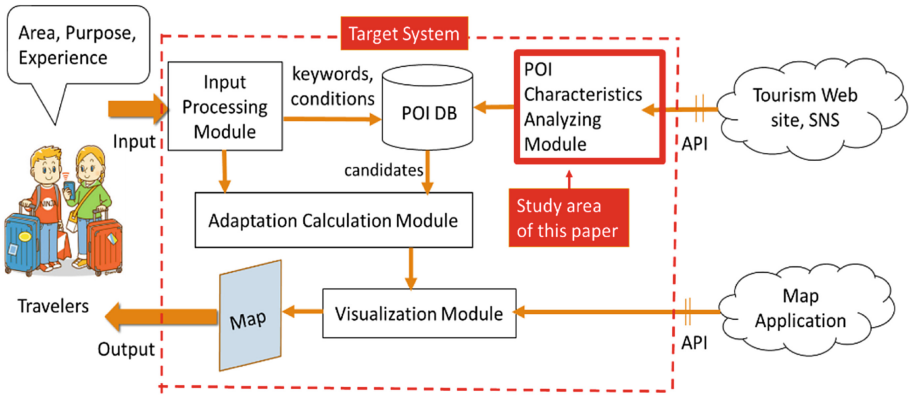 Area, Purpose,
Experience
Target System
Input
Processing
Module
keywords,
conditions
POI DB
POI
Characteristics
Analyzing
Module
Tourism Web
site, SNS
Input
API
candidates
Study area
of this paper
Adaptation Calculation Module
Travelers
Map
Visualization Module
Map
Application
Output
API